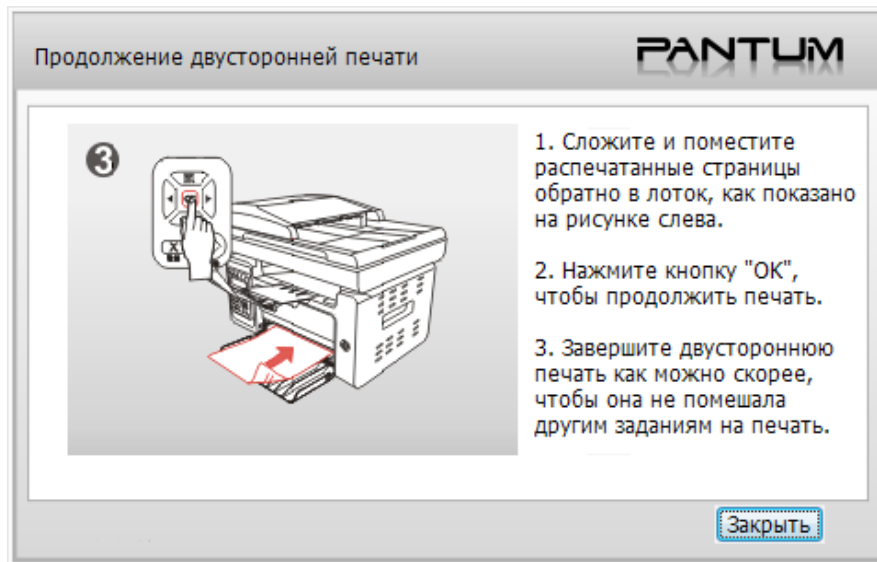 Продолжение двусторонней печати
PANTUM
3
1. Сложите и поместите
распечатанные страницы
обратно в лоток, как показано
на рисунке слева.
2. Нажмите кнопку "ОК",
чтобы продолжить печать.
3. Завершите двустороннюю
печать как можно скорее,
чтобы она не помешала
другим заданиям на печать.
Закрыть